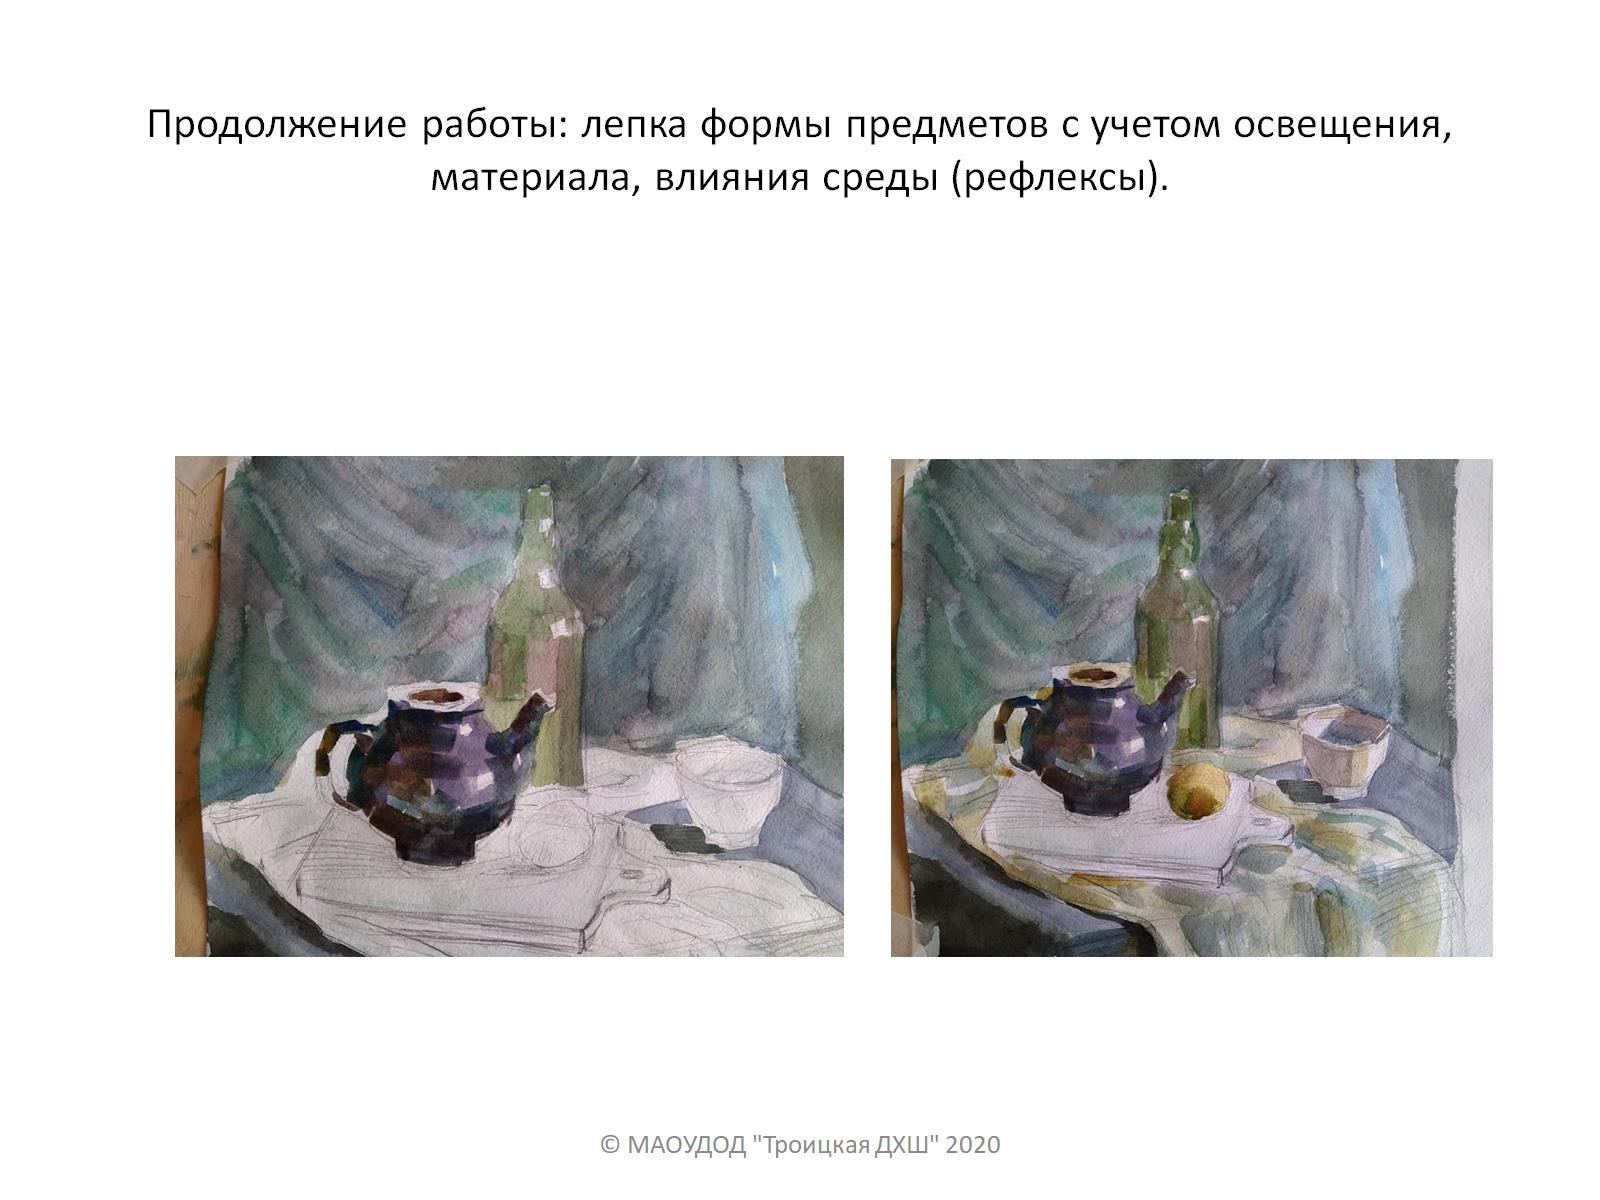 Продолжение работы: лепка формы предметов с учетом освещения,
материала, влияния среды (рефлексы).
© МАОУДОД "Троицкая ДХШ" 2020